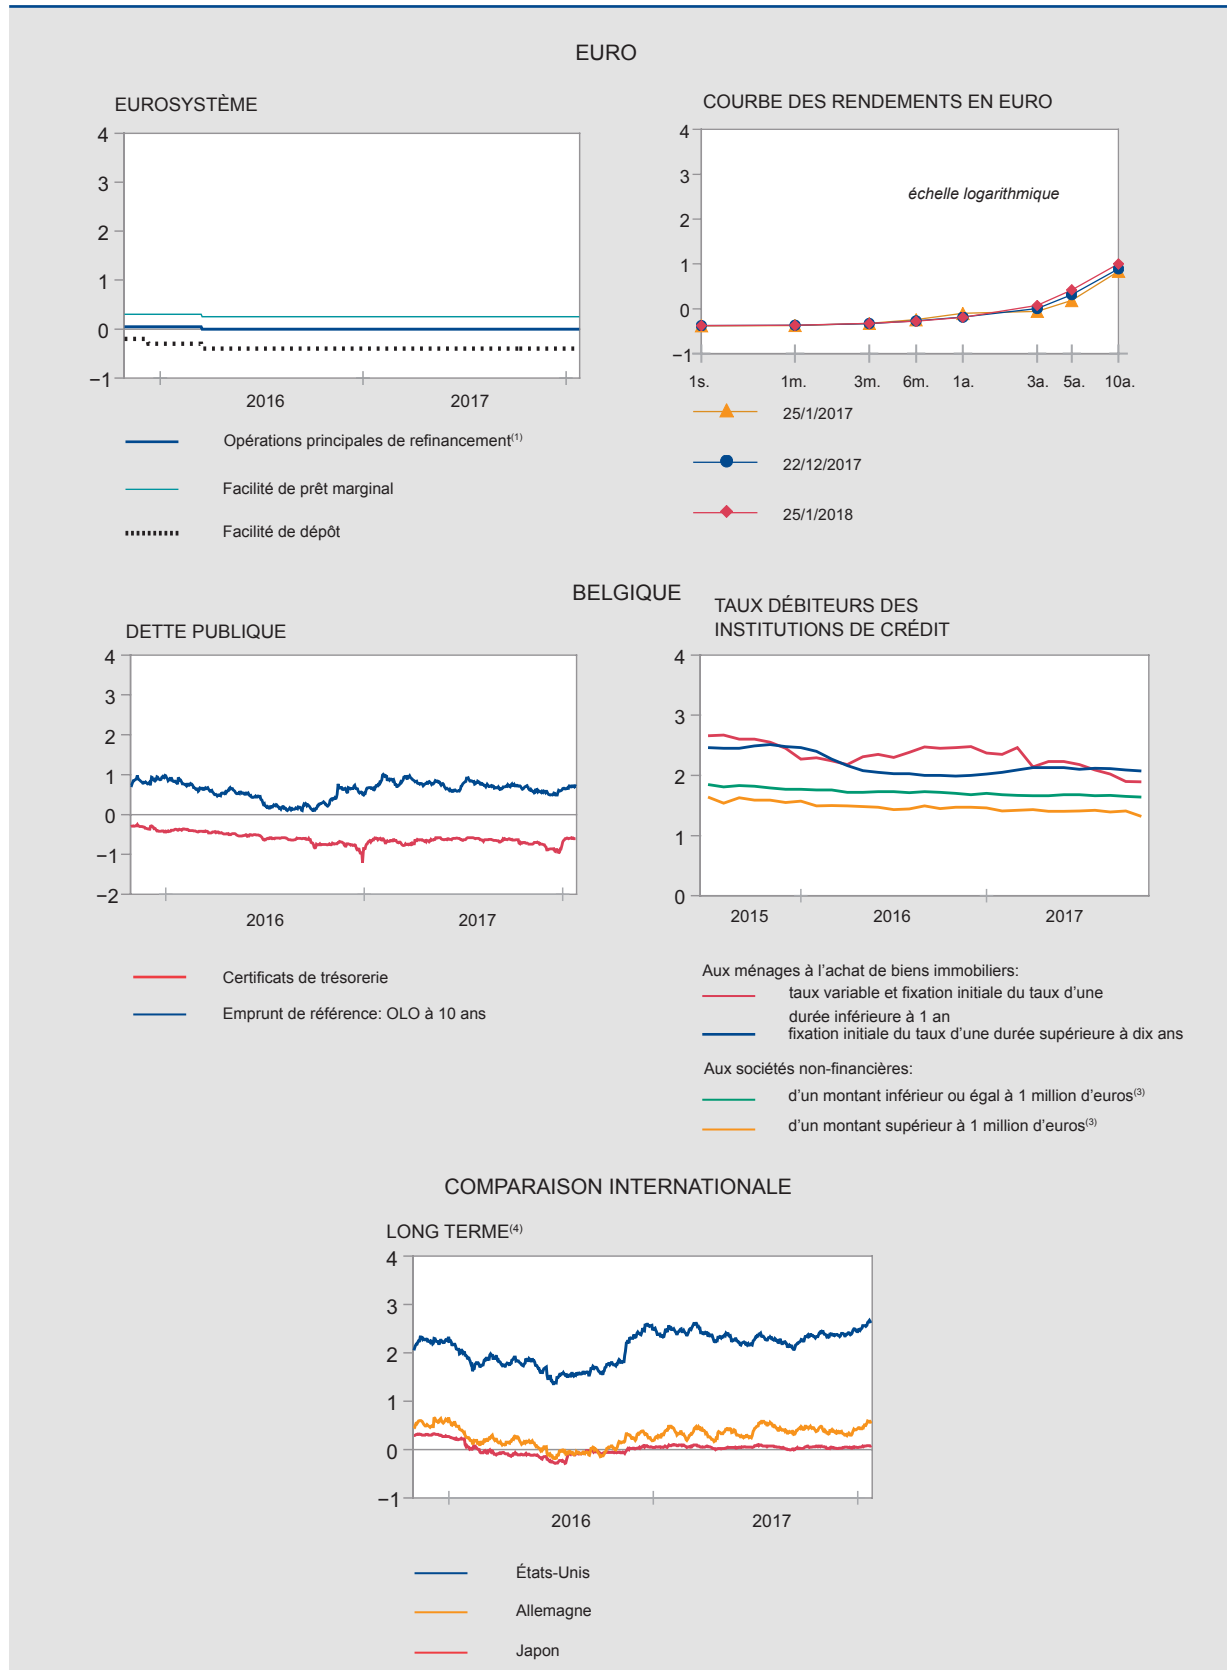 EURO
EUROSYSTÈME
4
3
2
1
0
−1
2016
2017
Opérations principales de refinancement(1)
Facilité de prêt marginal
Facilité de dépôt
COURBE DES RENDEMENTS EN EURO
4
3
2
1
0
−1
échelle logarithmique
1s.
1m.
3m.
6m.
1a.
3a.
5a.
10a.
25/1/2017
22/12/2017
25/1/2018
BELGIQUE
DETTE PUBLIQUE
4
3
2
1
0
−1
−2
2016
2017
Certificats de trésorerie
Emprunt de référence: OLO à 10 ans
TAUX DÉBITEURS DES
INSTITUTIONS DE CRÉDIT
4
3
2
1
0
2015
2016
2017
Aux ménages à l’achat de biens immobiliers:
taux variable et fixation initiale du taux d’une
durée inférieure à 1 an
fixation initiale du taux d’une durée supérieure à dix ans
Aux sociétés non-financières:
d’un montant inférieur ou égal à 1 million d’euros(3)
d’un montant supérieur à 1 million d’euros(3)
COMPARAISON INTERNATIONALE
LONG TERME(4)
4
3
2
1
0
−1
2016
2017
États-Unis
Allemagne
Japon